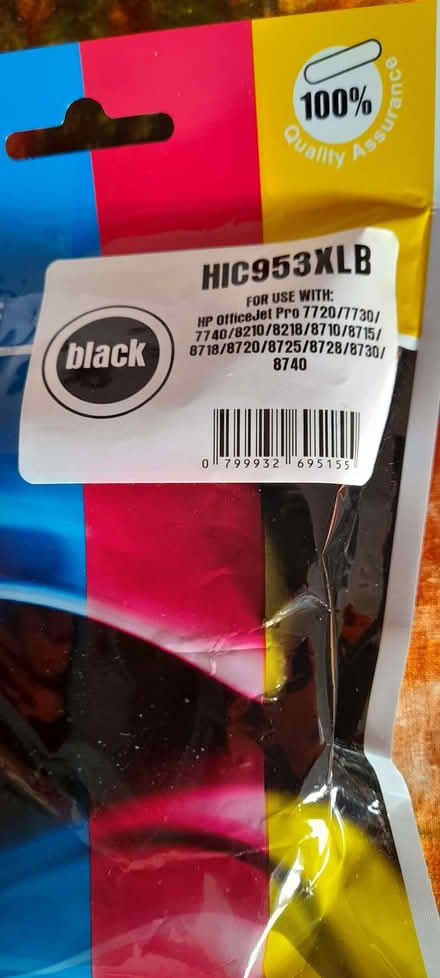 100%
Quality Assurance
HIC953XLB
FOR USE WITH:
HP OfficeJet Pro 7720/7730/
7740/8210/8218/8710/8715/
8718/8720/8725/8728/8730/
8740
black
0 799932 695155